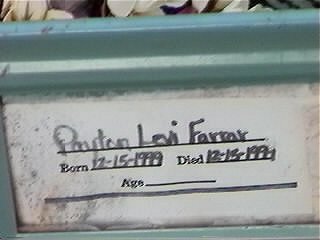 Payton Levi Farrar
Born 12-15-1999 Died 12-15-1999
Age